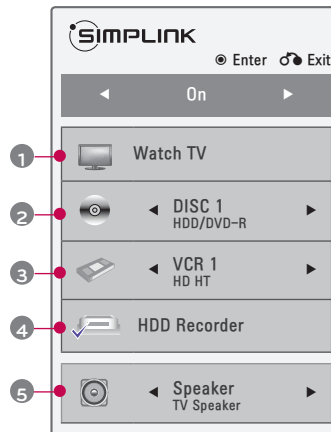 SIMPLINK
Enter Exit
On
1 Watch TV
2 DISC 1
HDD/DVD-R
3 VCR 1
HD HT
4 HDD Recorder
5 Speaker
TV Speaker